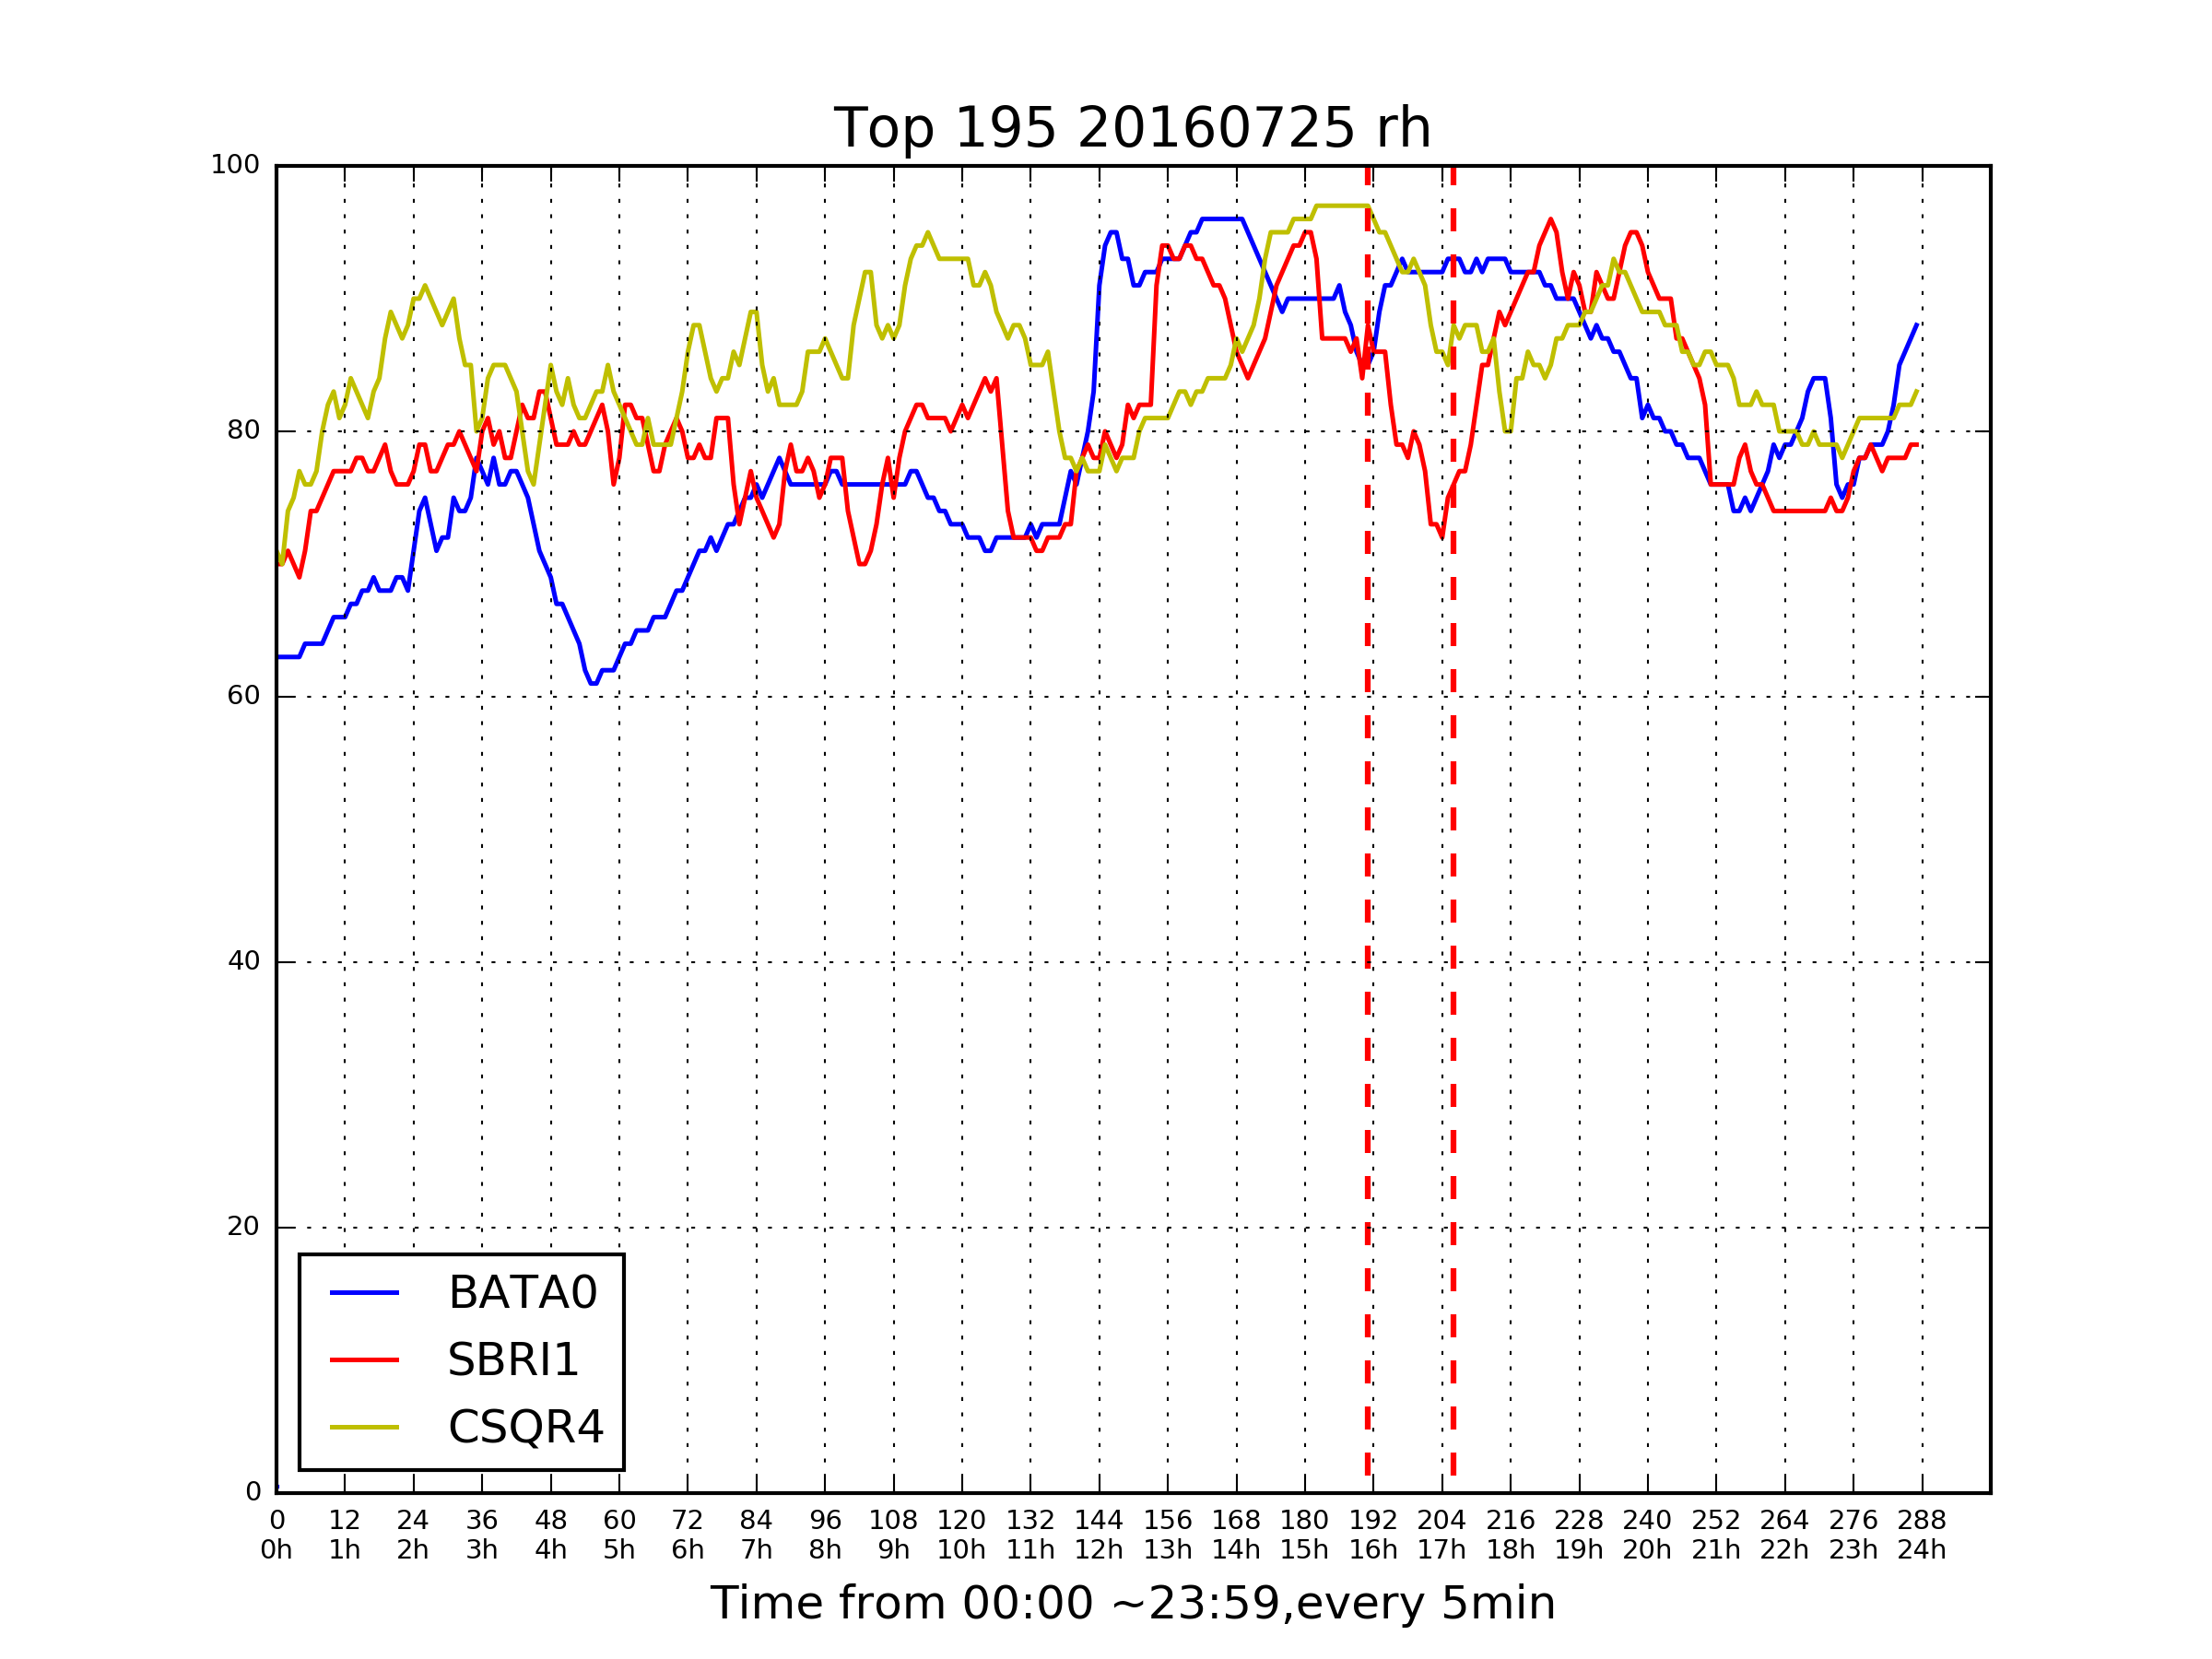 Top 195 20160725 rh
100
80
60
40
20
0
BATA0
SBRI1
CSQR4
0 12 24 36 48 60 72 84 96 108 120 132 144 156 168 180 192 204 216 228 240 252 264 276 288
0h 1h 2h 3h 4h 5h 6h 7h 8h 9h 10h 11h 12h 13h 14h 15h 16h 17h 18h 19h 20h 21h 22h 23h 24h
Time from 00:00 ~23:59,every 5min